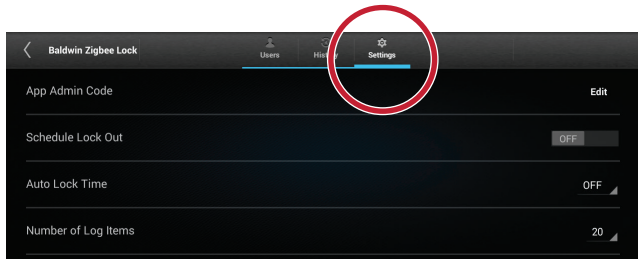 Baldwin Zigbee Lock
Users History Settings
App Admin Code Edit
Schedule Lock Out OFF
Auto Lock Time OFF
Number of Log Items 20